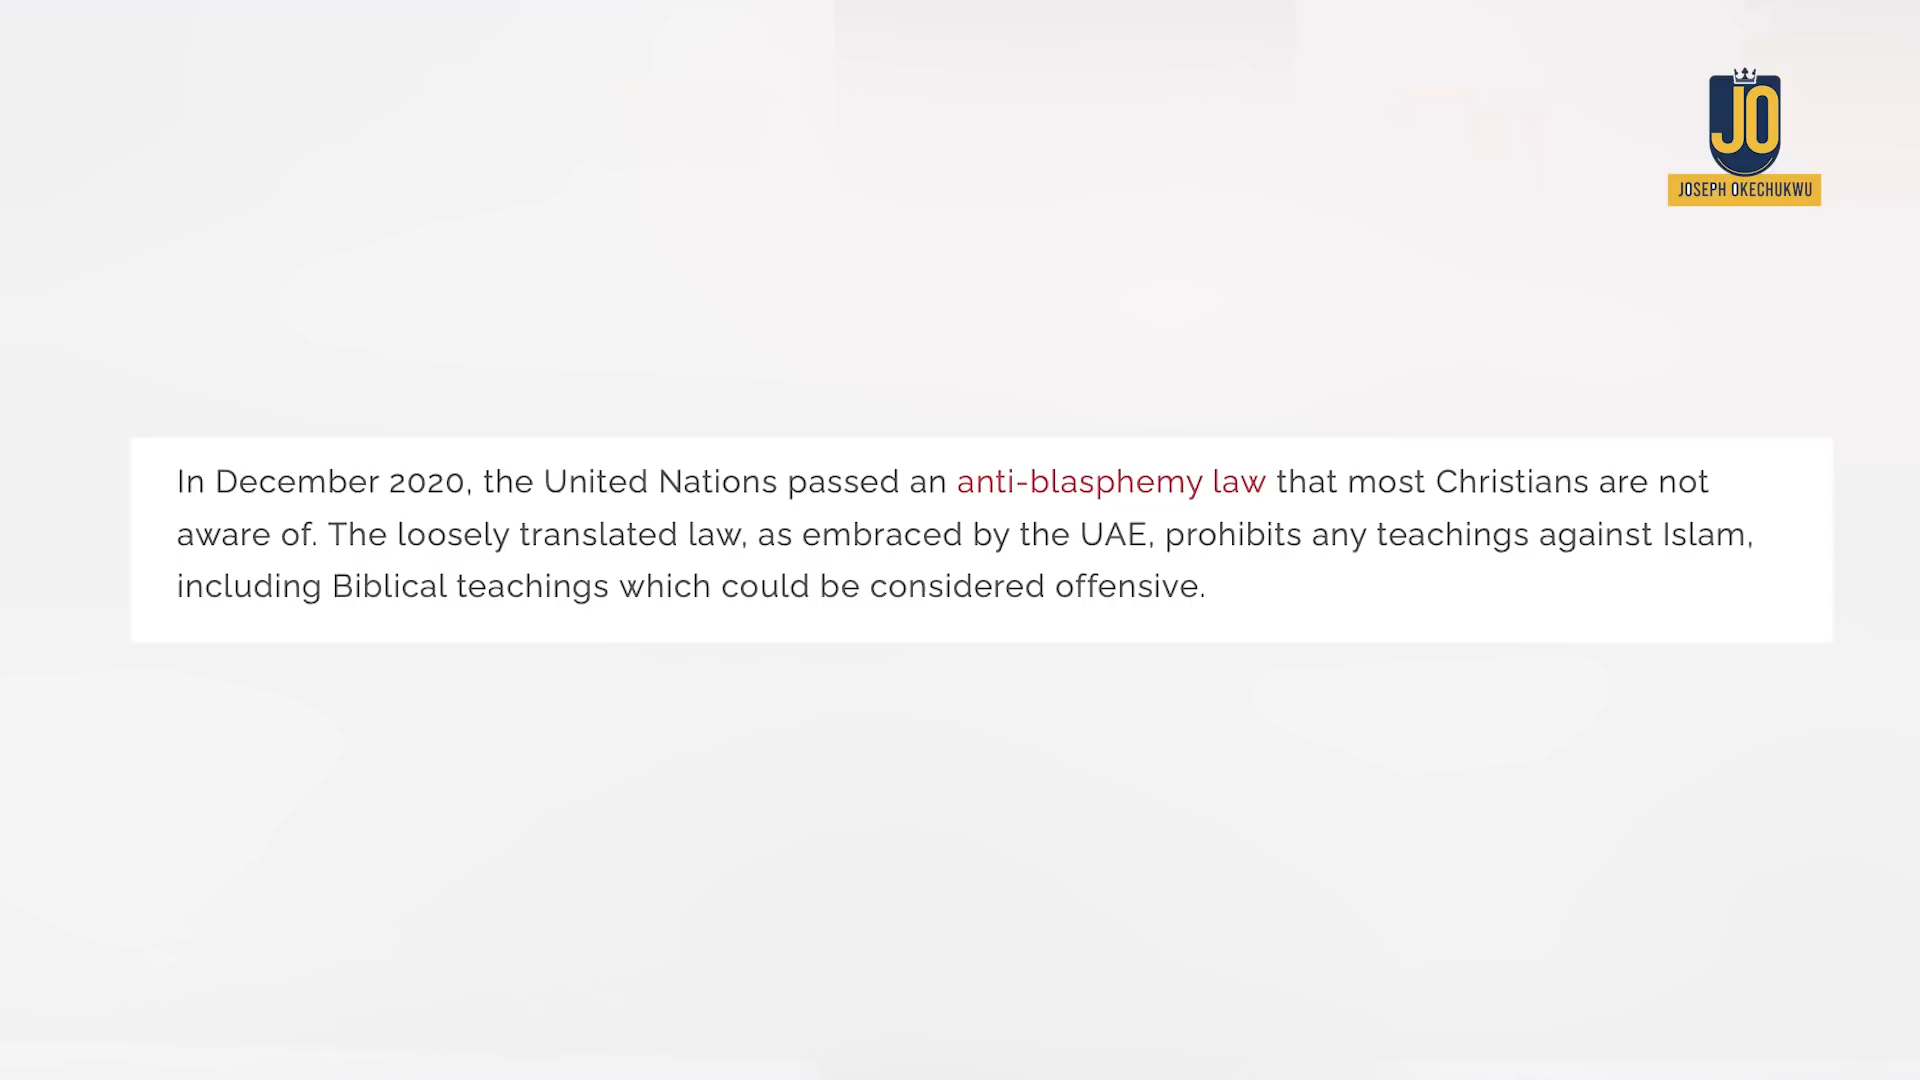 JO
JOSEPH OKECHUKWU
In December 2020, the United Nations passed an anti-blasphemy law that most Christians are not
aware of. The loosely translated law, as embraced by the UAE, prohibits any teachings against Islam,
including Biblical teachings which could be considered offensive.